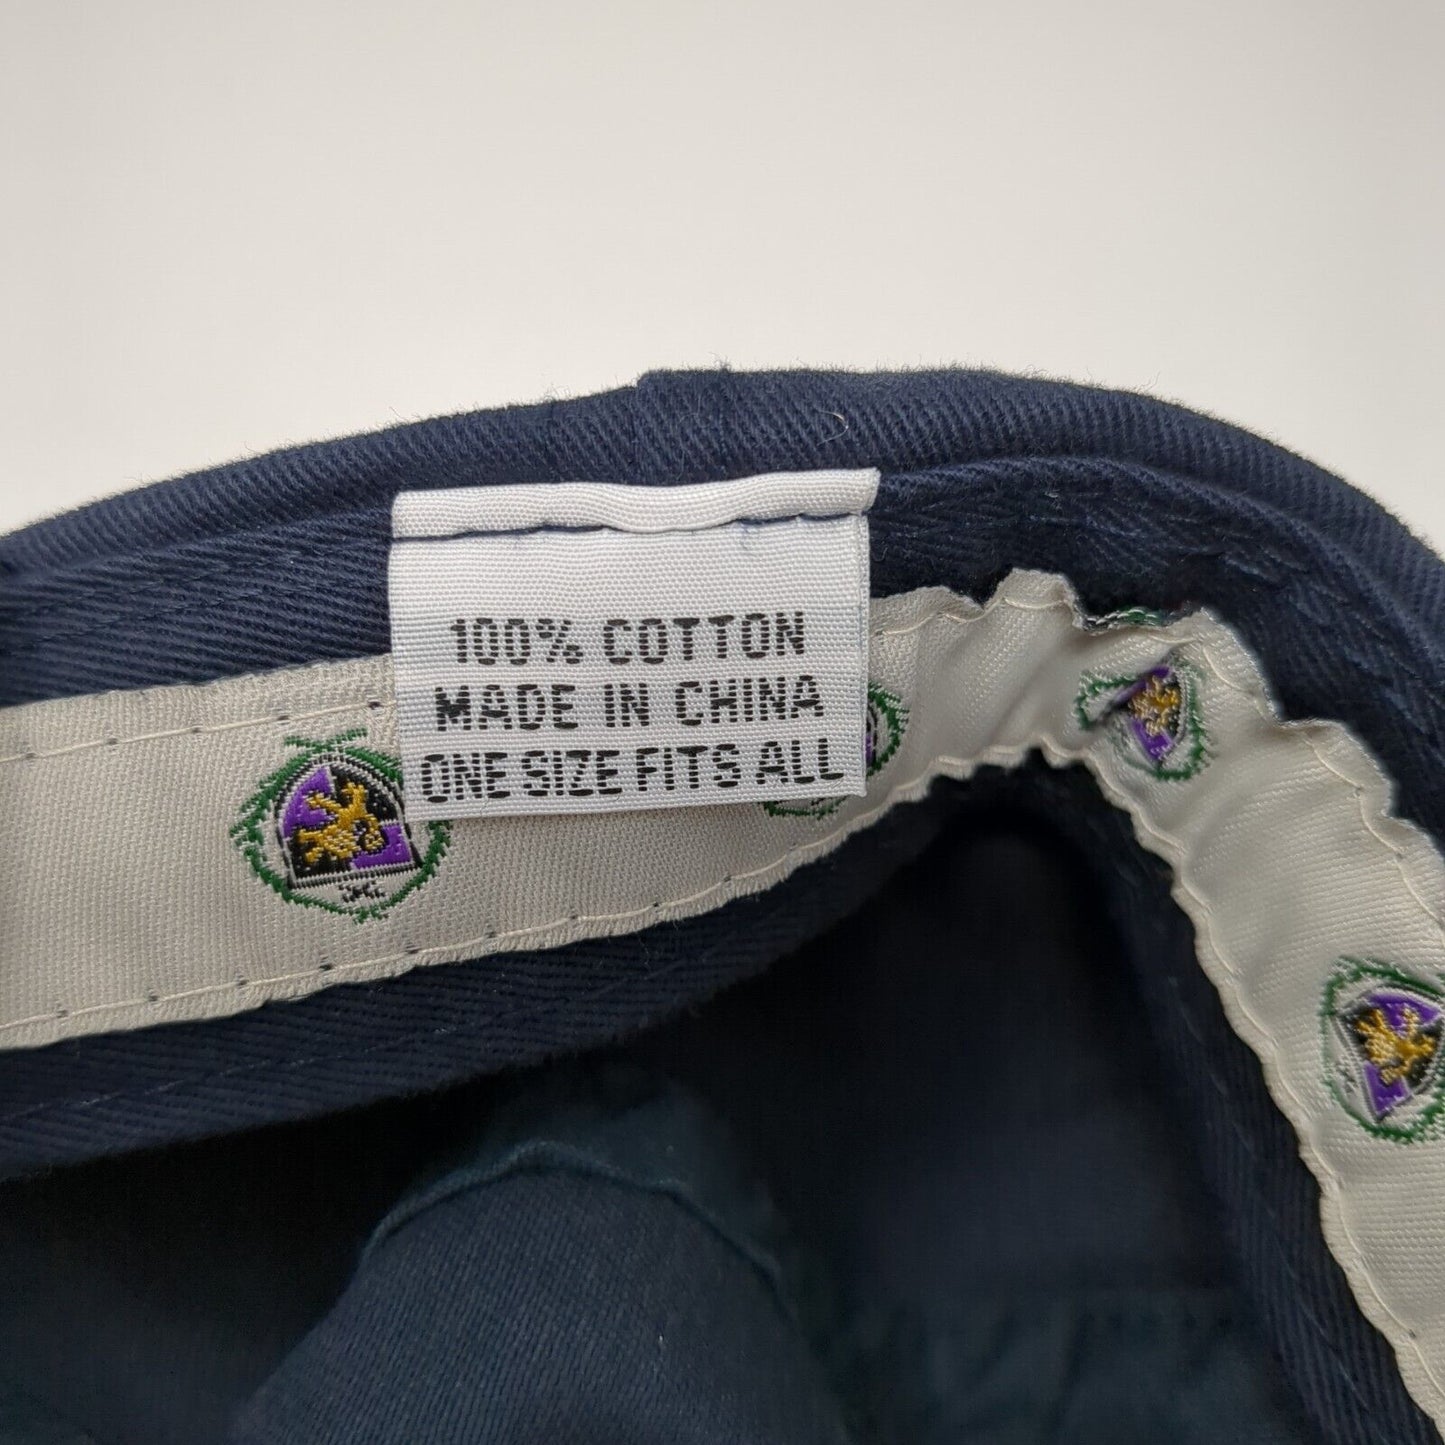 100% COTTON
MADE IN CHINA
ONE SIZE FITS ALL